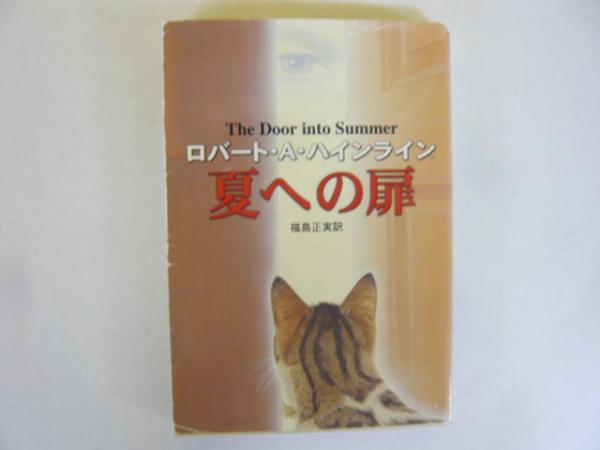 The Door into Summer
ロバート・A・ハインライン
夏への扉
福島正実訳